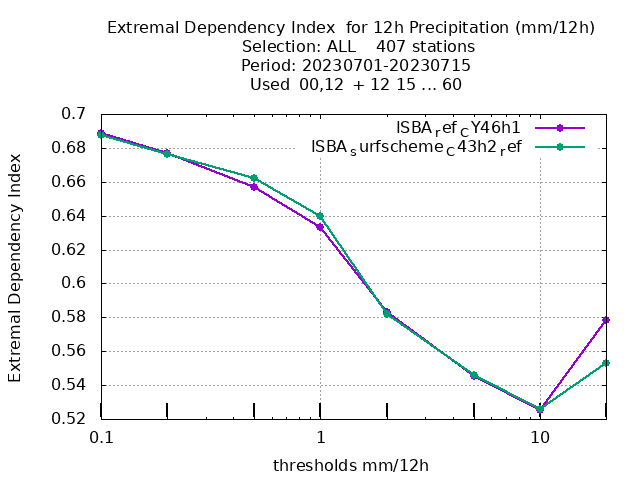 Extremal Dependency Index  for 12h Precipitation (mm/12h)
Selection: ALL    407 stations
Period: 20230701-20230715
Used  00,12  + 12 15 ... 60
0.7
0.68
0.66
0.64
0.62
0.6
0.58
0.56
0.54
0.52
Extremal Dependency Index
ISBArefCY46h1
ISBAsurfschemeC43h2ref
0.1
1
10
thresholds mm/12h